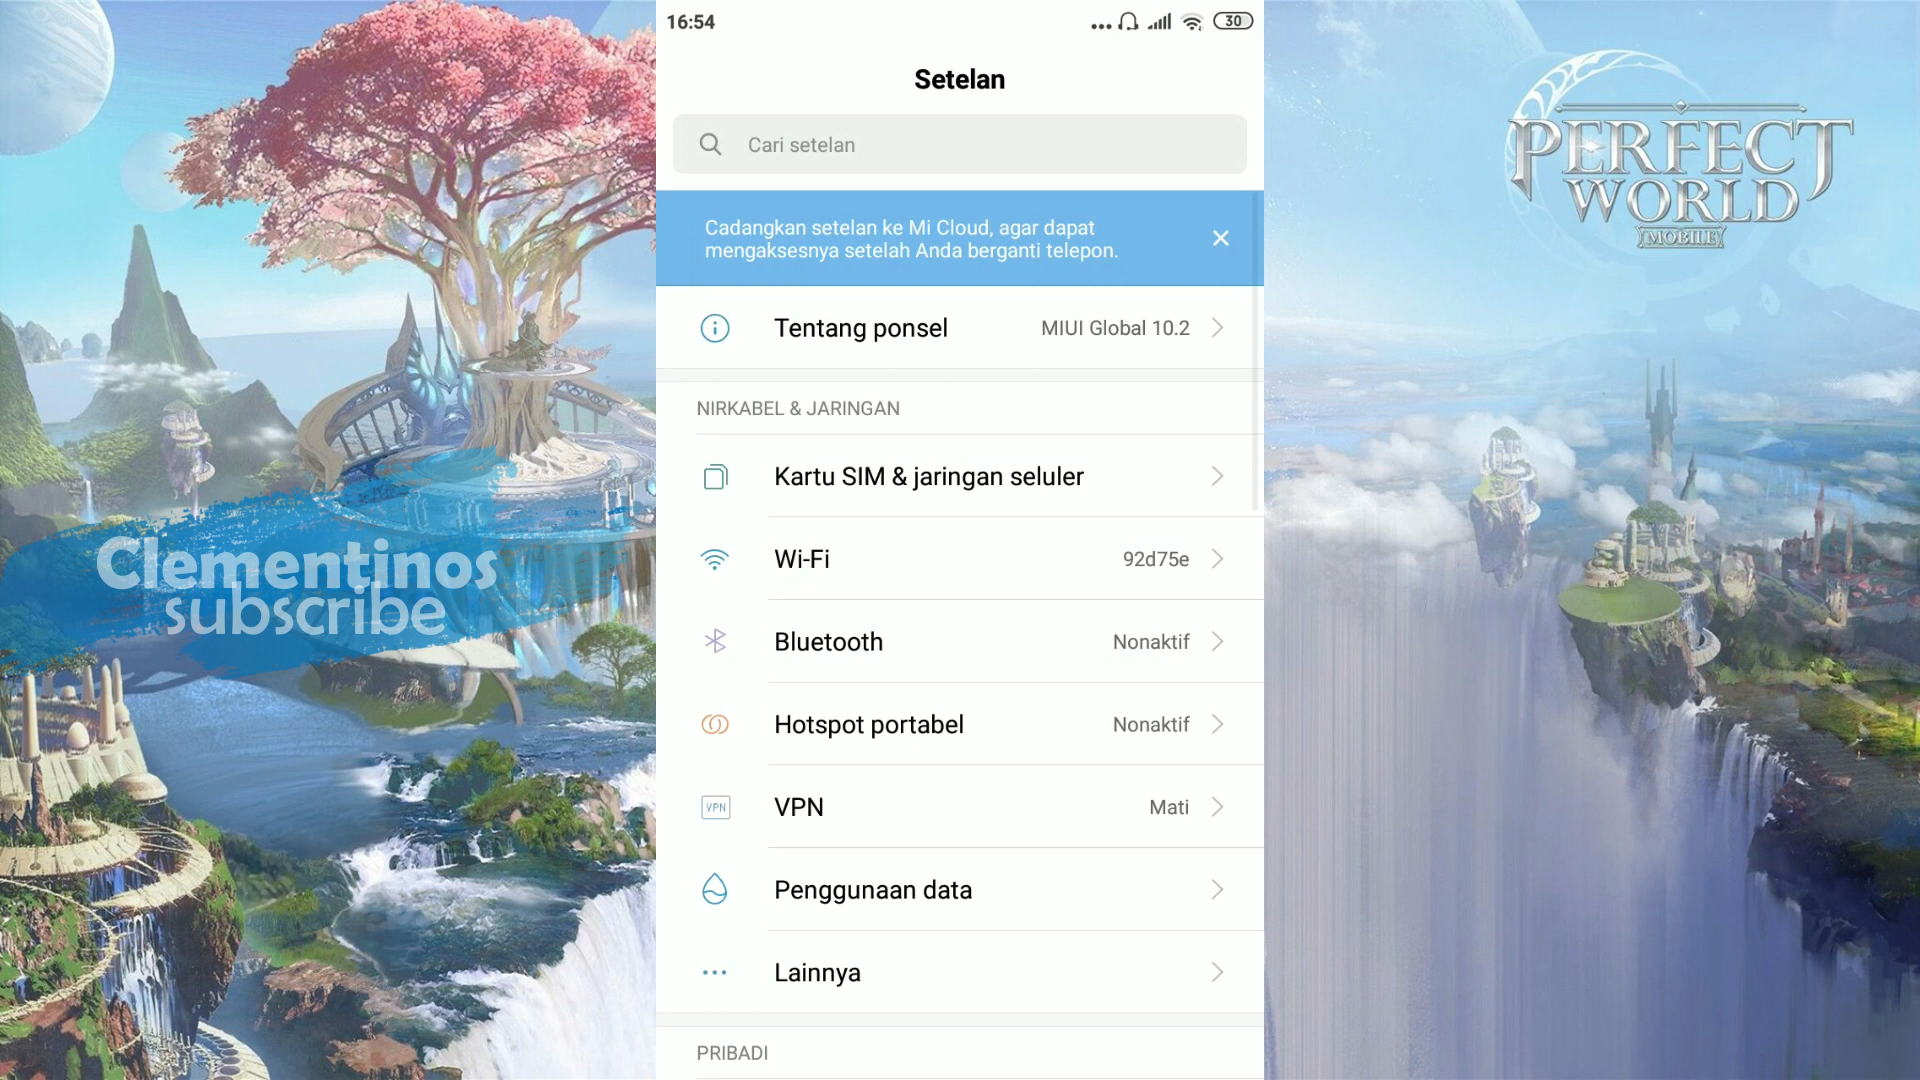 16:54
30
Setelan
Cari setelan
Cadangkan setelan ke Mi Cloud, agar dapat
mengaksesnya setelah Anda berganti telepon.
Tentang ponsel
MIUI Global 10.2
NIRKABEL & JARINGAN
Kartu SIM & jaringan seluler
Wi-Fi
92d75e
Bluetooth
Nonaktif
Hotspot portabel
Nonaktif
VPN
VPN
Mati
Penggunaan data
Lainnya
PRIBADI
Clementinos
subscribe
PERFECT
WORLD
MOBILE